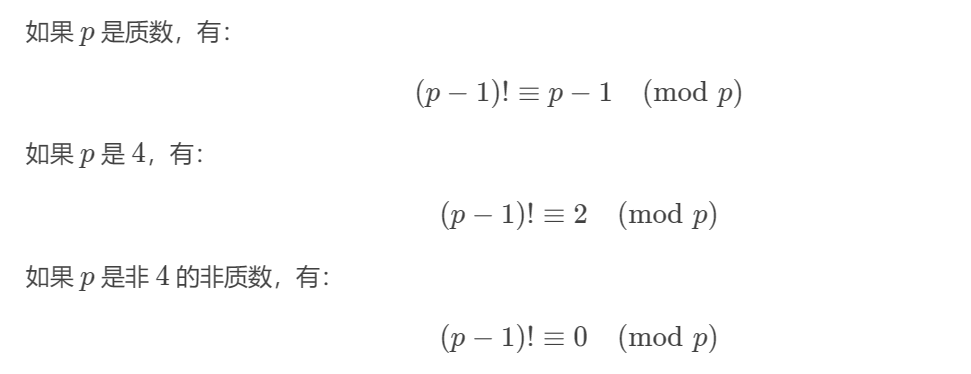 如果 p 是质数，有：
(p − 1)! ≡ p − 1 (mod p)
如果 p 是 4，有：
(p − 1)! ≡ 2 (mod p)
如果 p 是非 4 的非质数，有：
(p − 1)! ≡ 0 (mod p)